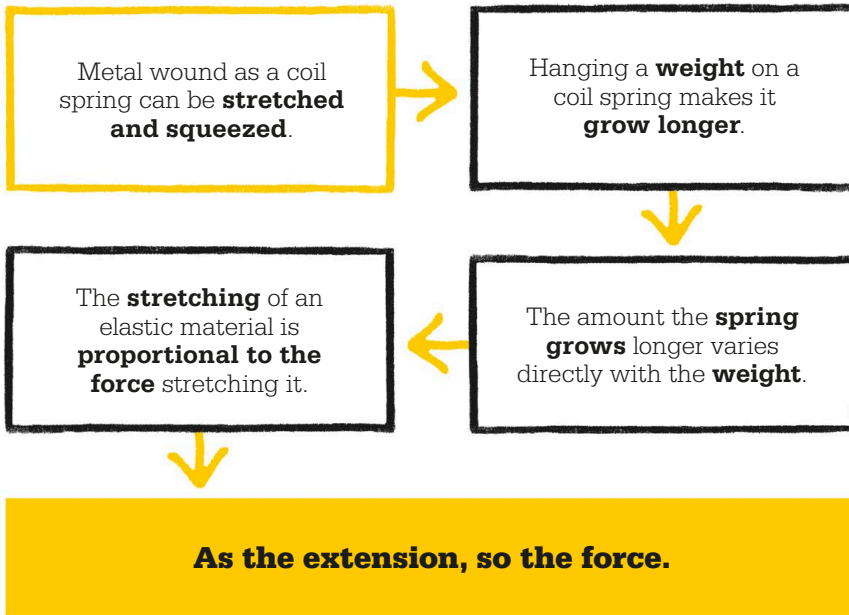 Metal wound as a coil
spring can be stretched
and squeezed.
Hanging a weight on a
coil spring makes it
grow longer.
The amount the spring
grows longer varies
directly with the weight.
The stretching of an
elastic material is
proportional to the
force stretching it.
As the extension, so the force.